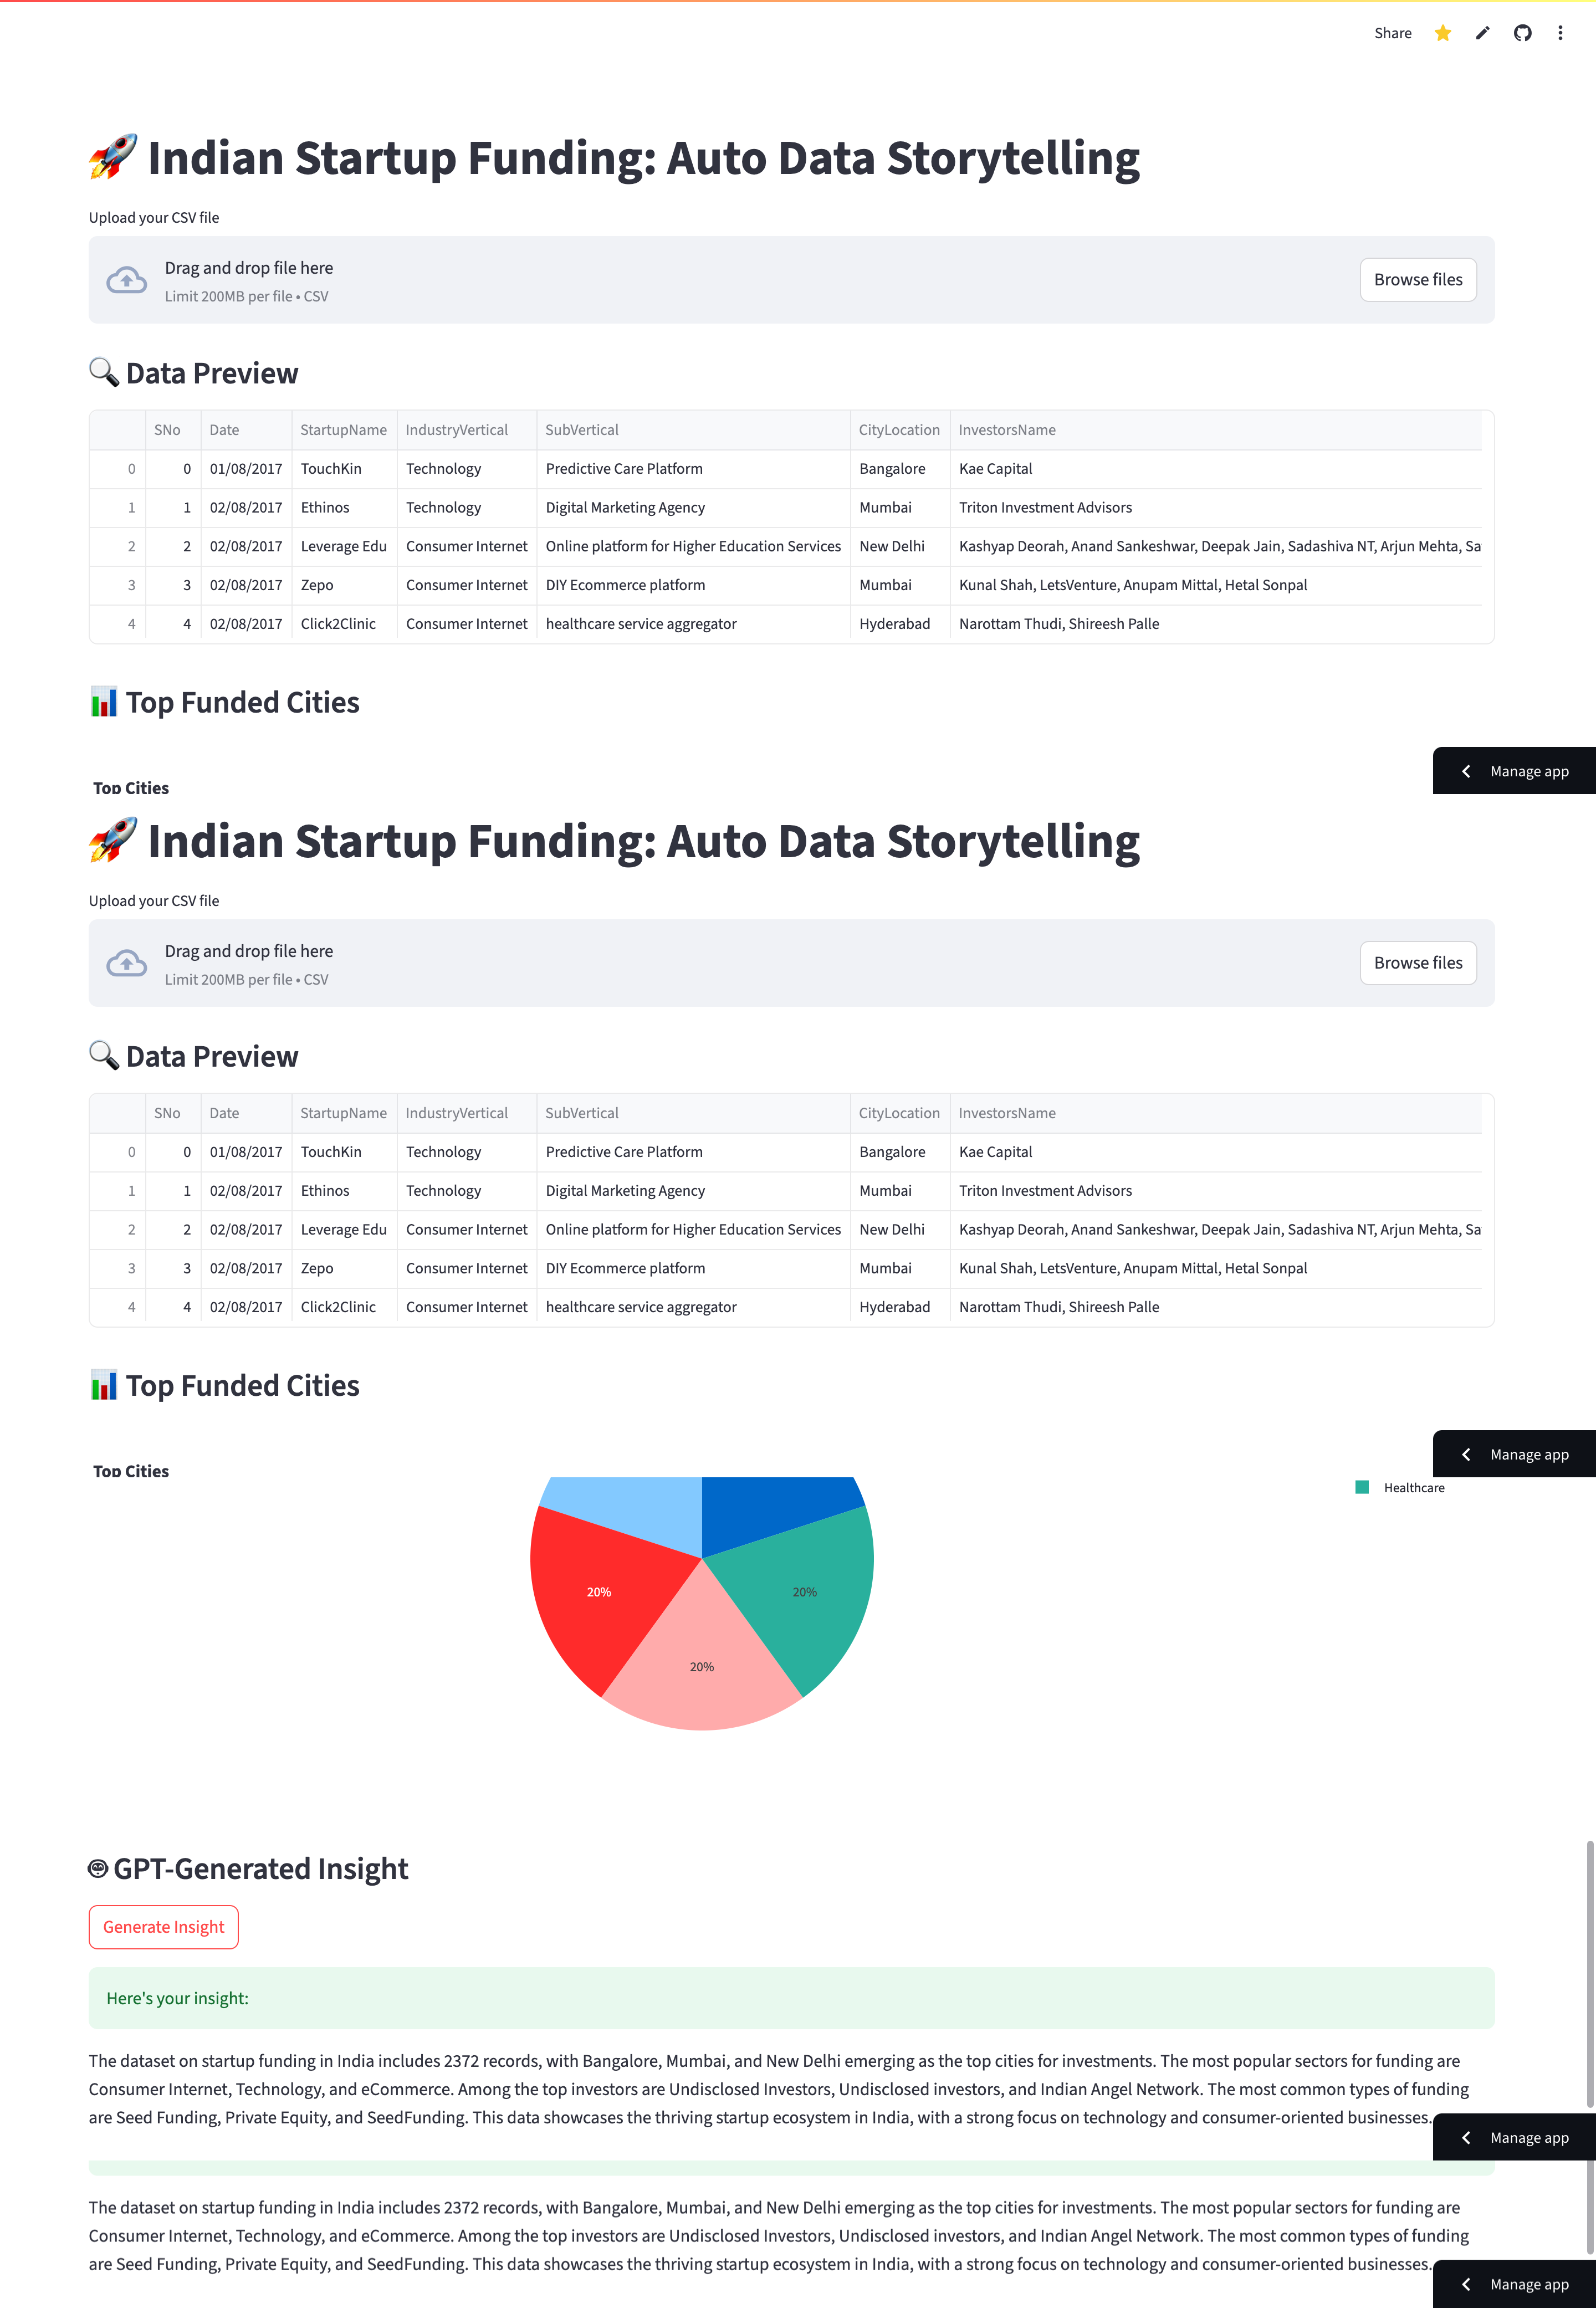 Share
Indian Startup Funding: Auto Data Storytelling
Upload your CSV file
Drag and drop file here
Limit 200MB per file • CSV
Browse files
Data Preview
SNo Date StartupName IndustryVertical SubVertical CityLocation InvestorsName
0 0 01/08/2017 TouchKin Technology Predictive Care Platform Bangalore Kae Capital
1 1 02/08/2017 Ethinos Technology Digital Marketing Agency Mumbai Triton Investment Advisors
2 2 02/08/2017 Leverage Edu Consumer Internet Online platform for Higher Education Services New Delhi Kashyap Deorah, Anand Sankeshwar, Deepak Jain, Sadashiva NT, Arjun Mehta, Sa
3 3 02/08/2017 Zepo Consumer Internet DIY Ecommerce platform Mumbai Kunal Shah, LetsVenture, Anupam Mittal, Hetal Sonpal
4 4 02/08/2017 Click2Clinic Consumer Internet healthcare service aggregator Hyderabad Narottam Thudi, Shireesh Palle
Top Funded Cities
Manage app
Top Cities
Indian Startup Funding: Auto Data Storytelling
Upload your CSV file
Drag and drop file here
Limit 200MB per file • CSV
Browse files
Data Preview
SNo Date StartupName IndustryVertical SubVertical CityLocation InvestorsName
0 0 01/08/2017 TouchKin Technology Predictive Care Platform Bangalore Kae Capital
1 1 02/08/2017 Ethinos Technology Digital Marketing Agency Mumbai Triton Investment Advisors
2 2 02/08/2017 Leverage Edu Consumer Internet Online platform for Higher Education Services New Delhi Kashyap Deorah, Anand Sankeshwar, Deepak Jain, Sadashiva NT, Arjun Mehta, Sa
3 3 02/08/2017 Zepo Consumer Internet DIY Ecommerce platform Mumbai Kunal Shah, LetsVenture, Anupam Mittal, Hetal Sonpal
4 4 02/08/2017 Click2Clinic Consumer Internet healthcare service aggregator Hyderabad Narottam Thudi, Shireesh Palle
Top Funded Cities
Manage app
Top Cities
Healthcare
20%
20%
20%
GPT-Generated Insight
Generate Insight
Here's your insight:
The dataset on startup funding in India includes 2372 records, with Bangalore, Mumbai, and New Delhi emerging as the top cities for investments. The most popular sectors for funding are
Consumer Internet, Technology, and eCommerce. Among the top investors are Undisclosed Investors, Undisclosed investors, and Indian Angel Network. The most common types of funding
are Seed Funding, Private Equity, and SeedFunding. This data showcases the thriving startup ecosystem in India, with a strong focus on technology and consumer-oriented businesses.
Manage app
The dataset on startup funding in India includes 2372 records, with Bangalore, Mumbai, and New Delhi emerging as the top cities for investments. The most popular sectors for funding are
Consumer Internet, Technology, and eCommerce. Among the top investors are Undisclosed Investors, Undisclosed investors, and Indian Angel Network. The most common types of funding
are Seed Funding, Private Equity, and SeedFunding. This data showcases the thriving startup ecosystem in India, with a strong focus on technology and consumer-oriented businesses.
Manage app